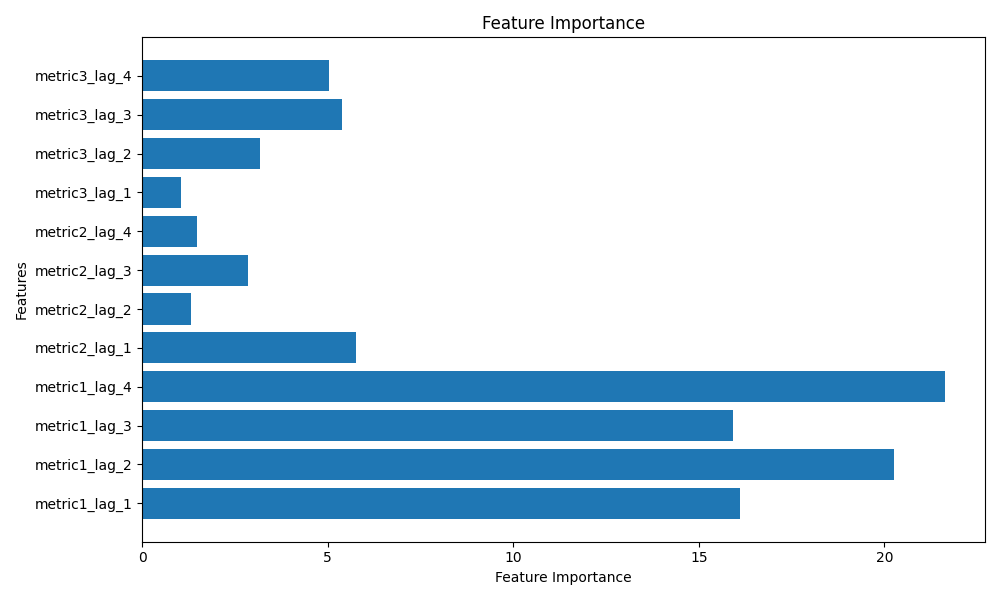 Feature Importance
metric3_lag_4
metric3_lag_3
metric3_lag_2
metric3_lag_1
metric2_lag_4
metric2_lag_3
metric2_lag_2
metric2_lag_1
metric1_lag_4
metric1_lag_3
metric1_lag_2
metric1_lag_1
Features
0 5 10 15 20
Feature Importance